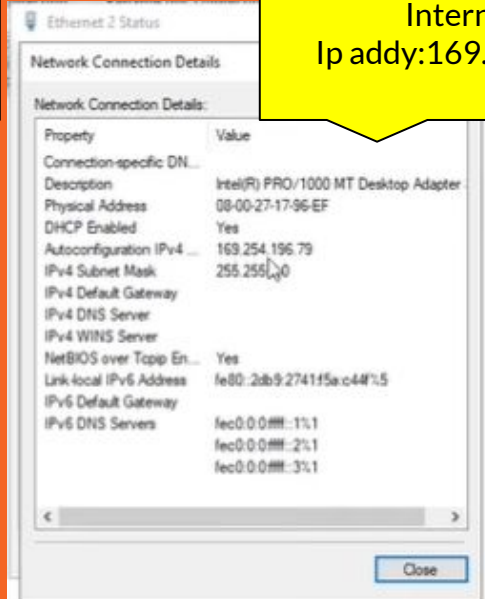 Intern
Ip addy:169.
Ethernet 2 Status
Network Connection Details
Network Connection Details:
Property Value
Connection-specific DN...
Description Intel(R) PRO/1000 MT Desktop Adapter
Physical Address 08-00-27-17-96-EF
DHCP Enabled Yes
Autoconfiguration IPv4 ... 169.254.196.79
IPv4 Subnet Mask 255.255 0
IPv4 Default Gateway
IPv4 DNS Server
IPv4 WINS Server
NetBIOS over Tcpip En... Yes
Link-local IPv6 Address fe80::2db9:2741:f5a:c44f%5
IPv6 Default Gateway
IPv6 DNS Servers fec0:0:0:ffff::1%1
fec0:0:0:ffff::2%1
fec0:0:0:ffff::3%1
Close